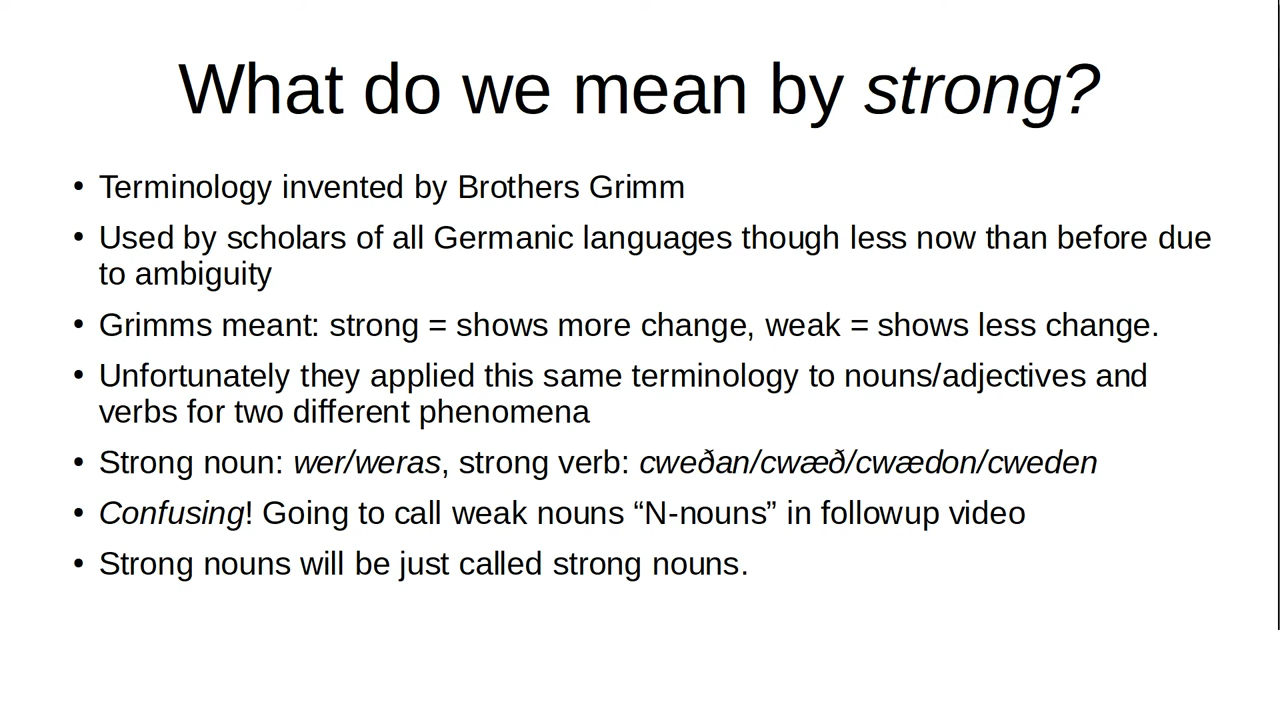 What do we mean by strong?
• Terminology invented by Brothers Grimm
• Used by scholars of all Germanic languages though less now than before due
to ambiguity
• Grimms meant: strong = shows more change, weak = shows less change.
• Unfortunately they applied this same terminology to nouns/adjectives and
verbs for two different phenomena
• Strong noun: wer/weras, strong verb: cweðan/cwæð/cwædon/cweden
• Confusing! Going to call weak nouns “N-nouns” in followup video
• Strong nouns will be just called strong nouns.